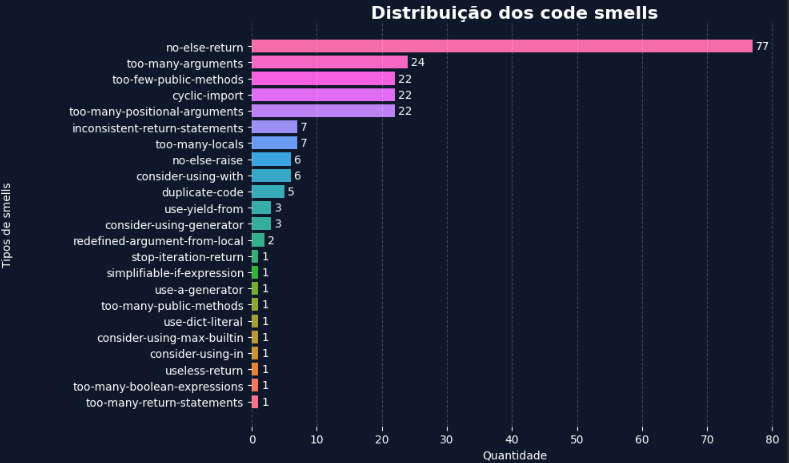 Distribuição dos code smells
Tipos de smells
no-else-return 77
too-many-arguments 24
too-few-public-methods 22
cyclic-import 22
too-many-positional-arguments 22
inconsistent-return-statements 7
too-many-locals 7
no-else-raise 6
consider-using-with 6
duplicate-code 5
use-yield-from 3
consider-using-generator 3
redefined-argument-from-local 2
stop-iteration-return 1
simplifiable-if-expression 1
use-a-generator 1
too-many-public-methods 1
use-dict-literal 1
consider-using-max-builtin 1
consider-using-in 1
useless-return 1
too-many-boolean-expressions 1
too-many-return-statements 1
0 10 20 30 40 50 60 70 80
Quantidade